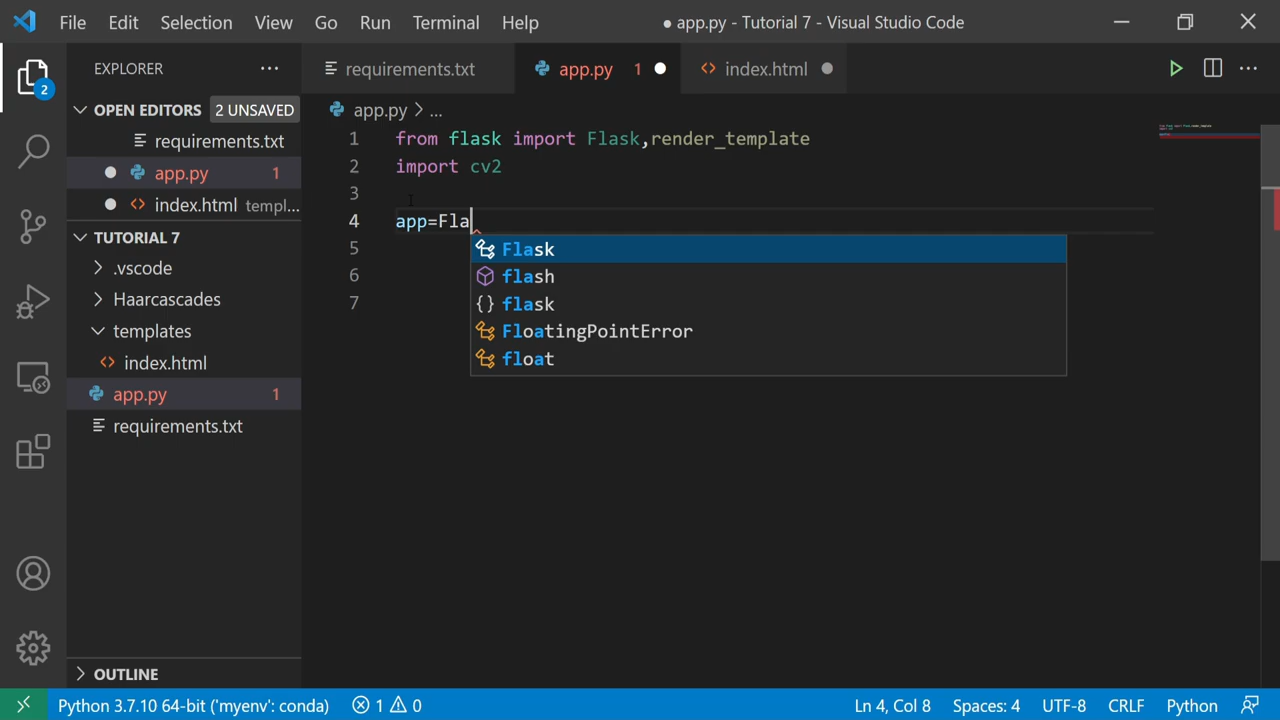 File Edit Selection View Go Run Terminal Help ● app.py - Tutorial 7 - Visual Studio Code
EXPLORER
requirements.txt
app.py 1
index.html
OPEN EDITORS 2 UNSAVED
requirements.txt
app.py 1
index.html templ...
TUTORIAL 7
.vscode
Haarcascades
templates
index.html
app.py 1
requirements.txt
OUTLINE
2
app.py > ...
1 from flask import Flask,render_template
2 import cv2
3
4 app=Fla
5
6
7
Flask
flash
{} flask
FloatingPointError
float
Python 3.7.10 64-bit ('myenv': conda) 1 0 Ln 4, Col 8 Spaces: 4 UTF-8 CRLF Python